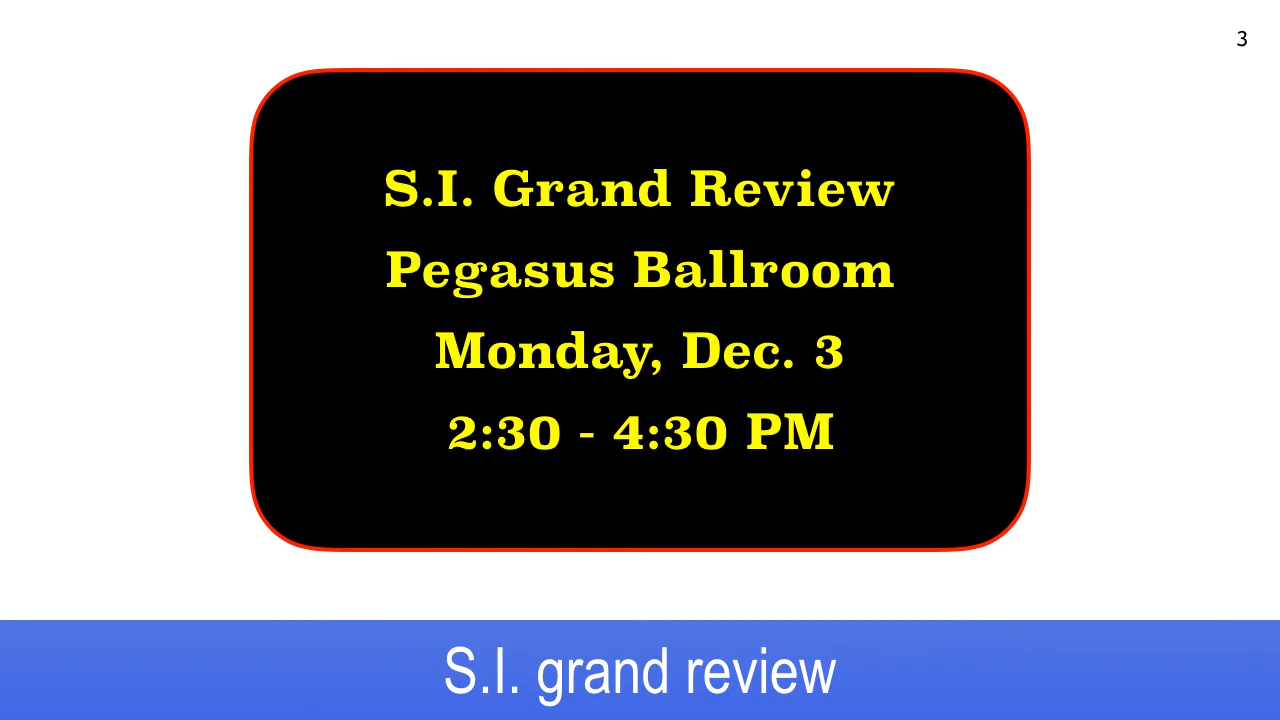 3
S.I. Grand Review
Pegasus Ballroom
Monday, Dec. 3
2:30 - 4:30 PM
S.I. grand review